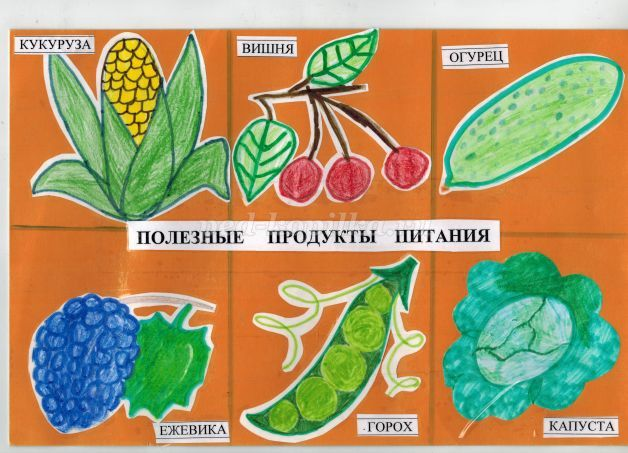 КУКУРУЗА
ВИШНЯ
ОГУРЕЦ
ПОЛЕЗНЫЕ ПРОДУКТЫ ПИТАНИЯ
ЕЖЕВИКА
ГОРОХ
КАПУСТА